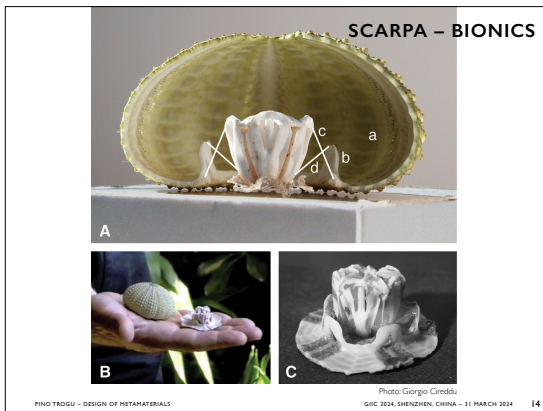 SCARPA – BIONICS
a
c
b
d
A
B
C
Photo: Giorgio Cireddu
PINO TROGU – DESIGN OF METAMATERIALS
GIIC 2024, SHENZHEN, CHINA – 31 MARCH 2024
14